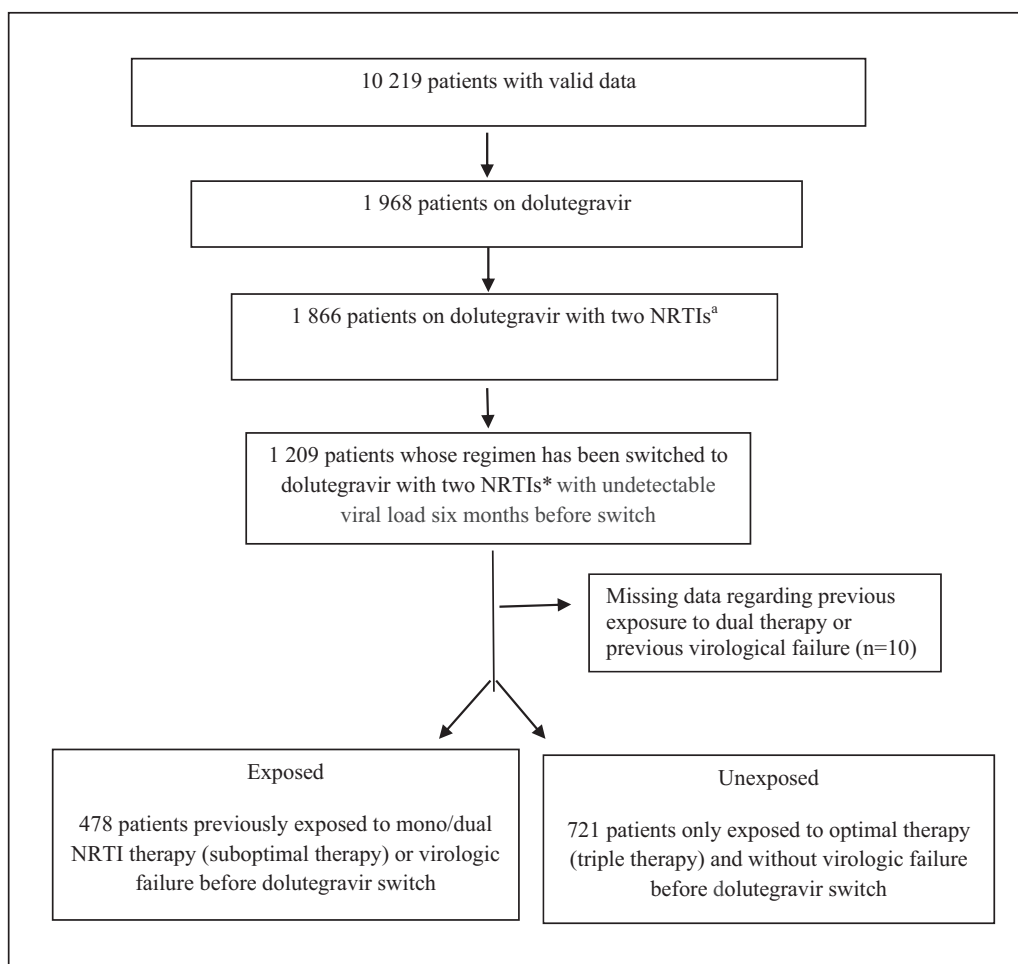 10 219 patients with valid data
1 968 patients on dolutegravir
1 866 patients on dolutegravir with two NRTIsᵃ
1 209 patients whose regimen has been switched to
dolutegravir with two NRTIs* with undetectable
viral load six months before switch
Missing data regarding previous
exposure to dual therapy or
previous virological failure (n=10)
Exposed
478 patients previously exposed to mono/dual
NRTI therapy (suboptimal therapy) or virologic
failure before dolutegravir switch
Unexposed
721 patients only exposed to optimal therapy
(triple therapy) and without virologic failure
before dolutegravir switch